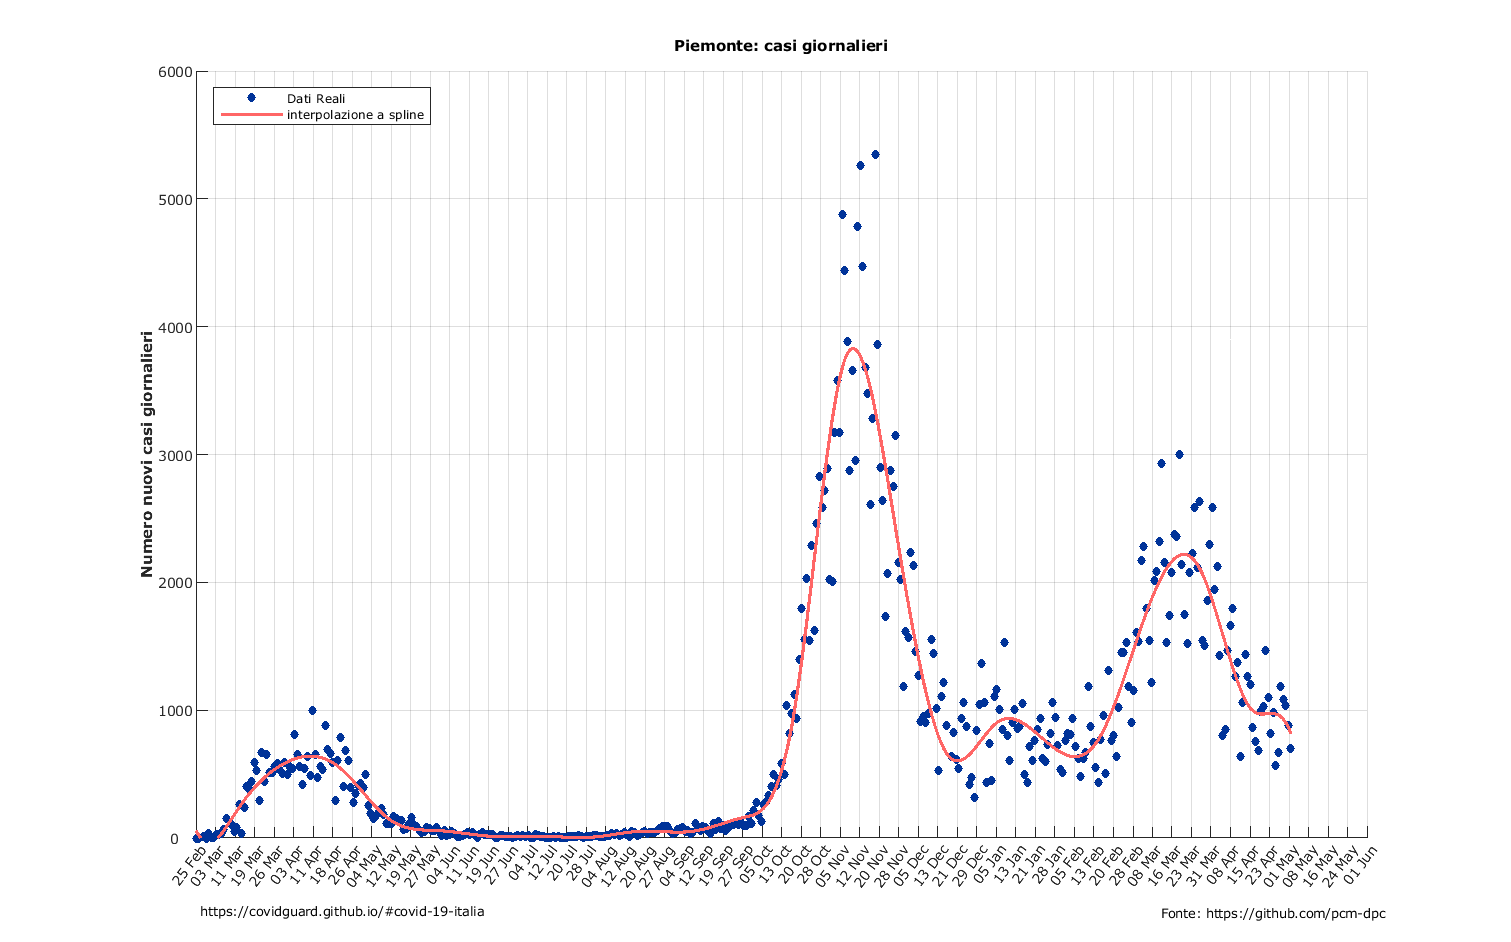 Piemonte: casi giornalieri
Dati Reali
interpolazione a spline
Numero nuovi casi giornalieri
6000
5000
4000
3000
2000
1000
0
25 Feb
03 Mar
11 Mar
19 Mar
26 Mar
03 Apr
11 Apr
18 Apr
26 Apr
04 May
12 May
19 May
27 May
04 Jun
11 Jun
19 Jun
27 Jun
04 Jul
12 Jul
20 Jul
28 Jul
04 Aug
12 Aug
20 Aug
27 Aug
04 Sep
12 Sep
19 Sep
27 Sep
05 Oct
13 Oct
20 Oct
28 Oct
05 Nov
12 Nov
20 Nov
28 Nov
05 Dec
13 Dec
21 Dec
29 Dec
05 Jan
13 Jan
21 Jan
28 Jan
05 Feb
13 Feb
20 Feb
28 Feb
08 Mar
16 Mar
23 Mar
31 Mar
08 Apr
15 Apr
23 Apr
01 May
08 May
16 May
24 May
01 Jun
https://covidguard.github.io/#covid-19-italia
Fonte: https://github.com/pcm-dpc